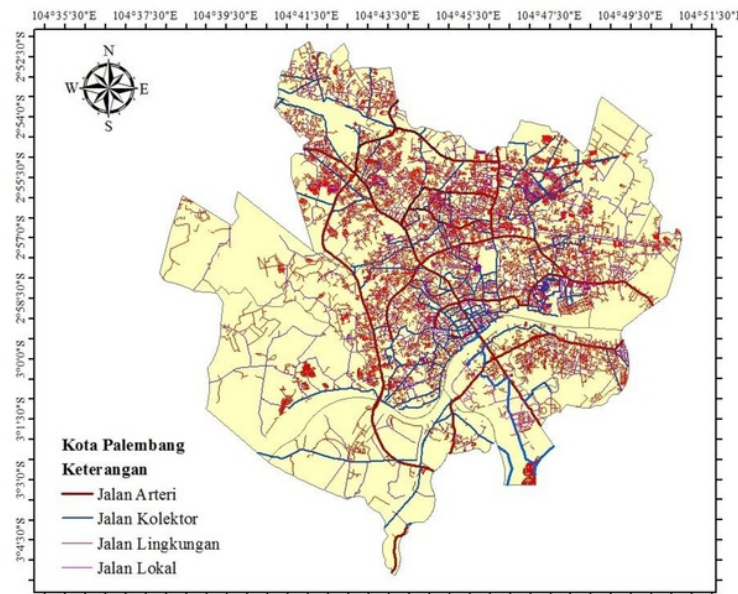 104°35'30"E 104°37'30"E 104°39'30"E 104°41'30"E 104°43'30"E 104°45'30"E 104°47'30"E 104°49'30"E 104°51'30"E
N
W E
S
2°52'30"S
2°54'0"S
2°55'30"S
2°57'0"S
2°58'30"S
3°0'0"S
3°1'30"S
3°3'0"S
3°4'30"S
Kota Palembang
Keterangan
Jalan Arteri
Jalan Kolektor
Jalan Lingkungan
Jalan Lokal